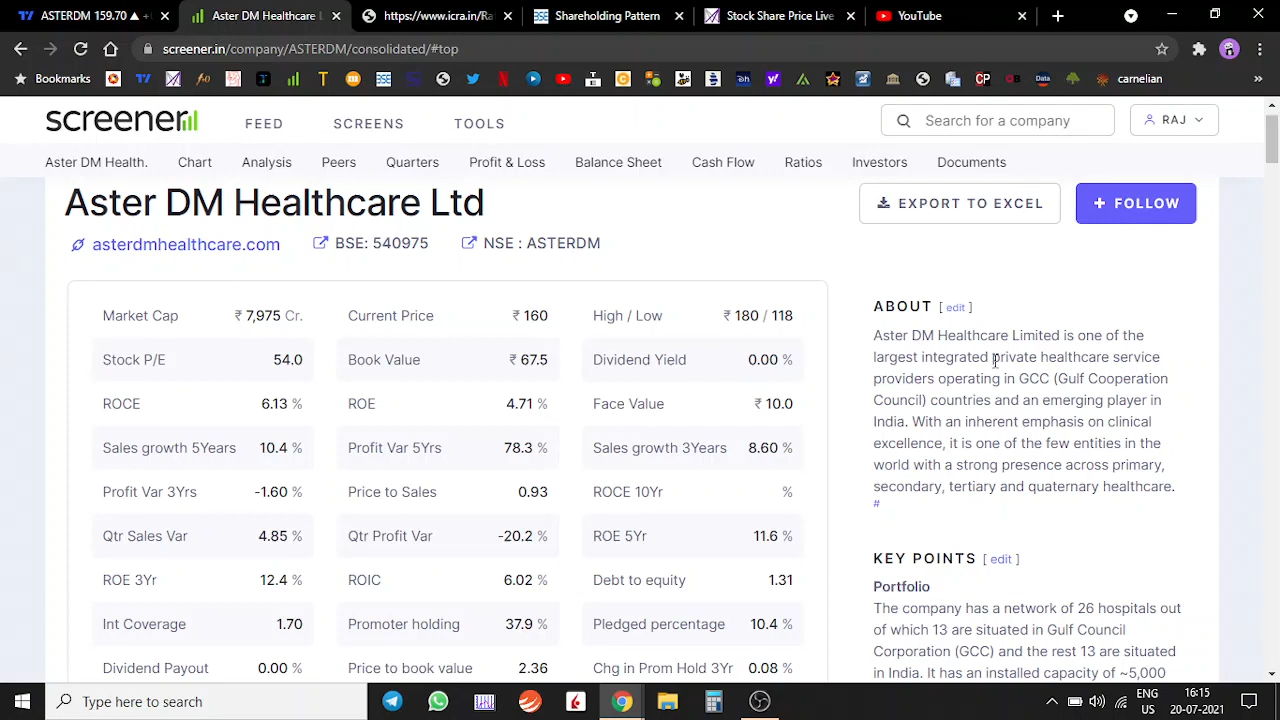 107.70 ▲ +
Aster DM Healthcare L
https://www.icra.in/Ra
Shareholding Pattern
Stock Share Price Live
YouTube
screener.in/company/ASTERDM/consolidated/#top
Bookmarks
carnelian
screener
FEED
SCREENS
TOOLS
Search for a company
RAJ
Aster DM Health.
Chart
Analysis
Peers
Quarters
Profit & Loss
Balance Sheet
Cash Flow
Ratios
Investors
Documents
Aster DM Healthcare Ltd
EXPORT TO EXCEL
+ FOLLOW
asterdmhealthcare.com
BSE: 540975
NSE : ASTERDM
Market Cap ₹ 7,975 Cr.
Current Price ₹ 160
High / Low ₹ 180 / 118
Stock P/E 54.0
Book Value ₹ 67.5
Dividend Yield 0.00 %
ROCE 6.13 %
ROE 4.71 %
Face Value ₹ 10.0
Sales growth 5Years 10.4 %
Profit Var 5Yrs 78.3 %
Sales growth 3Years 8.60 %
Profit Var 3Yrs -1.60 %
Price to Sales 0.93
ROCE 10Yr %
Qtr Sales Var 4.85 %
Qtr Profit Var -20.2 %
ROE 5Yr 11.6 %
ROE 3Yr 12.4 %
ROIC 6.02 %
Debt to equity 1.31
Int Coverage 1.70
Promoter holding 37.9 %
Pledged percentage 10.4 %
Dividend Payout 0.00 %
Price to book value 2.36
Chg in Prom Hold 3Yr 0.08 %
ABOUT [ edit ]
Aster DM Healthcare Limited is one of the
largest integrated private healthcare service
providers operating in GCC (Gulf Cooperation
Council) countries and an emerging player in
India. With an inherent emphasis on clinical
excellence, it is one of the few entities in the
world with a strong presence across primary,
secondary, tertiary and quaternary healthcare.
#
KEY POINTS [ edit ]
Portfolio
The company has a network of 26 hospitals out
of which 13 are situated in Gulf Council
Corporation (GCC) and the rest 13 are situated
in India. It has an installed capacity of ~5,000
Type here to search
ENG
IN
16:15
20-07-2021